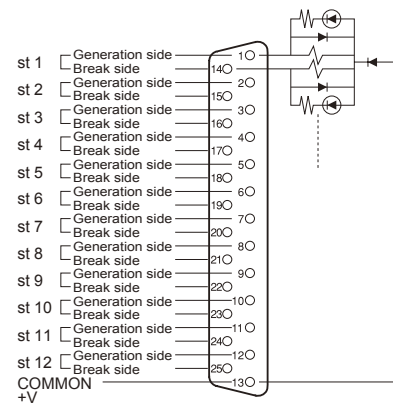 st 1 Generation side 1
Break side 14
st 2 Generation side 2
Break side 15
st 3 Generation side 3
Break side 16
st 4 Generation side 4
Break side 17
st 5 Generation side 5
Break side 18
st 6 Generation side 6
Break side 19
st 7 Generation side 7
Break side 20
st 8 Generation side 8
Break side 21
st 9 Generation side 9
Break side 22
st 10 Generation side 10
Break side 23
st 11 Generation side 11
Break side 24
st 12 Generation side 12
Break side 25
COMMON 13
+V